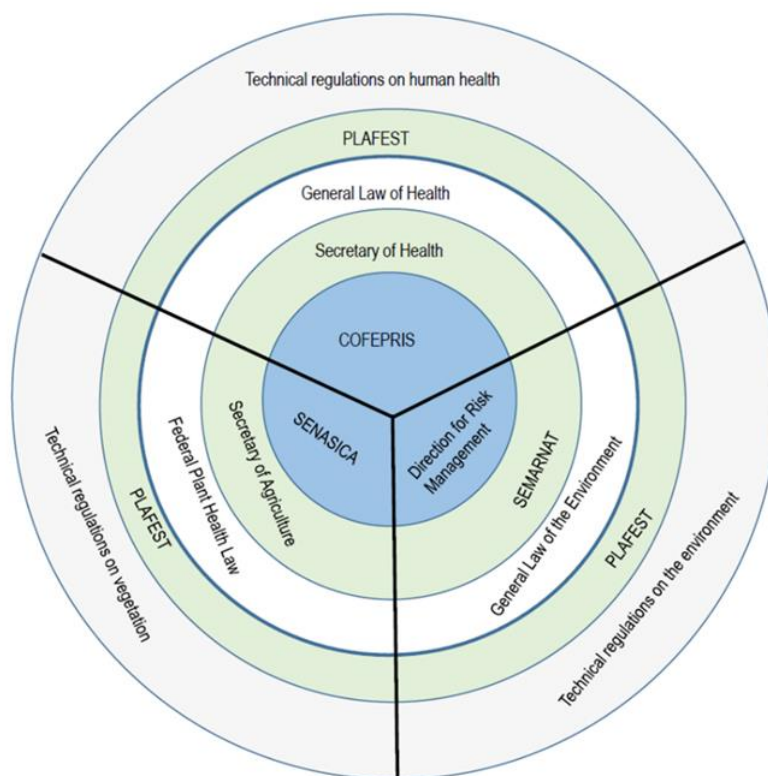 Technical regulations on human health
PLAFEST
General Law of Health
Secretary of Health
COFEPRIS
SENASICA
Secretary of Agriculture
Federal Plant Health Law
PLAFEST
Technical regulations on vegetation
Direction for Risk
Management
SEMARNAT
General Law of the Environment
PLAFEST
Technical regulations on the environment